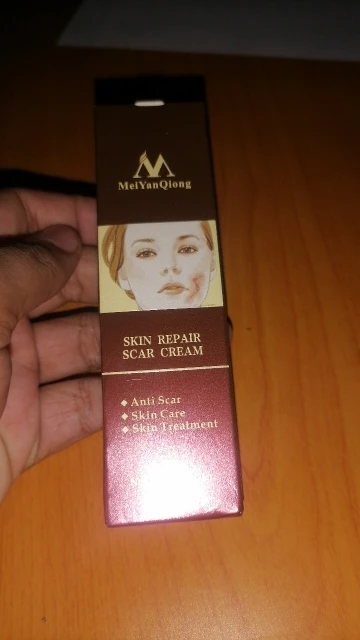 MeiYanQiong
SKIN REPAIR
SCAR CREAM
◆ Anti Scar
◆ Skin Care
◆ Skin Treatment